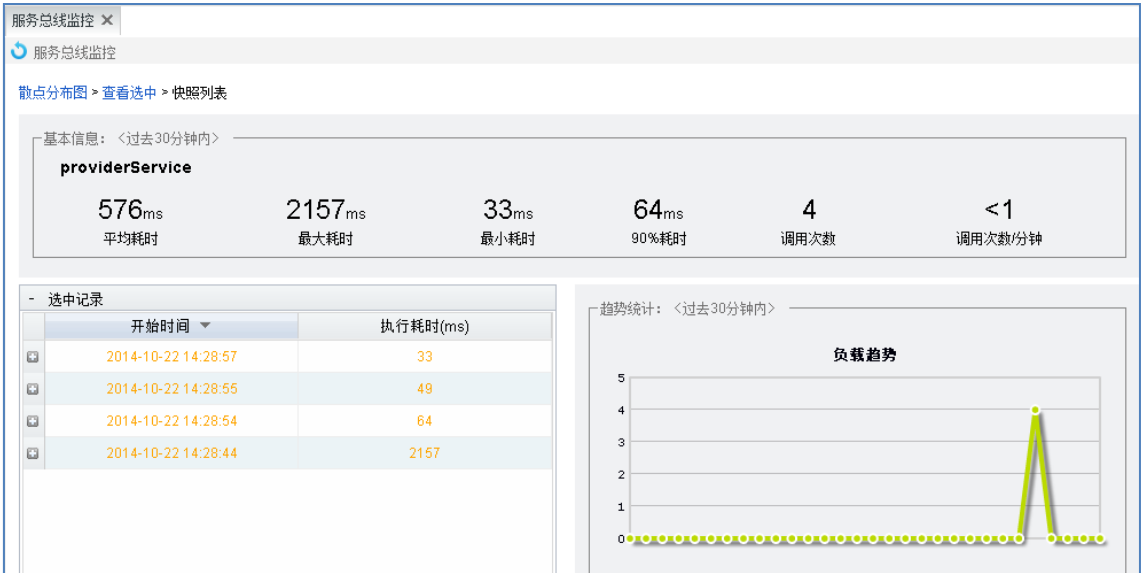 服务总线监控
服务总线监控
散点分布图 > 查看选中 > 快照列表
基本信息: <过去30分钟内>
providerService
576ms 2157ms 33ms 64ms 4 <1
平均耗时 最大耗时 最小耗时 90%耗时 调用次数 调用次数/分钟
- 选中记录
开始时间 执行耗时(ms)
2014-10-22 14:28:57 33
2014-10-22 14:28:55 49
2014-10-22 14:28:54 64
2014-10-22 14:28:44 2157
趋势统计: <过去30分钟内>
负载趋势
5
4
3
2
1
0